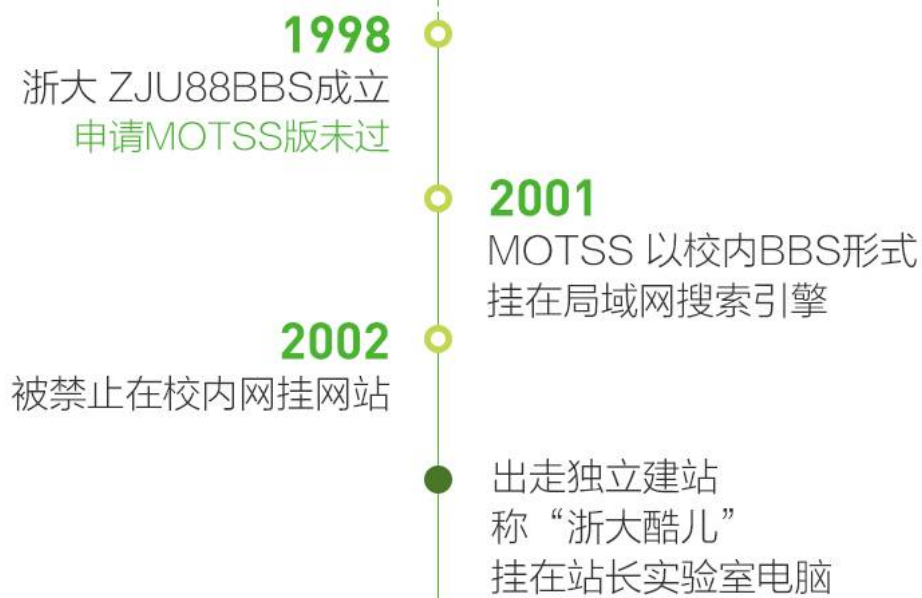 1998
浙大 ZJU88BBS成立
申请MOTSS版未过
2001
MOTSS 以校内BBS形式
挂在局域网搜索引擎
2002
被禁止在校内网挂网站
出走独立建站
称“浙大酷儿”
挂在站长实验室电脑